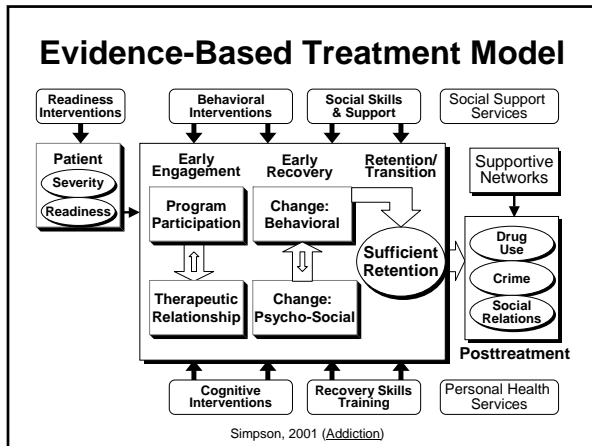 Evidence-Based Treatment Model
Readiness
Interventions
Behavioral
Interventions
Social Skills
& Support
Social Support
Services
Patient
Severity
Readiness
Early
Engagement
Early
Recovery
Retention/
Transition
Program
Participation
Change:
Behavioral
Sufficient
Retention
Therapeutic
Relationship
Change:
Psycho-Social
Supportive
Networks
Drug
Use
Crime
Social
Relations
Posttreatment
Cognitive
Interventions
Recovery Skills
Training
Personal Health
Services
Simpson, 2001 (Addiction)